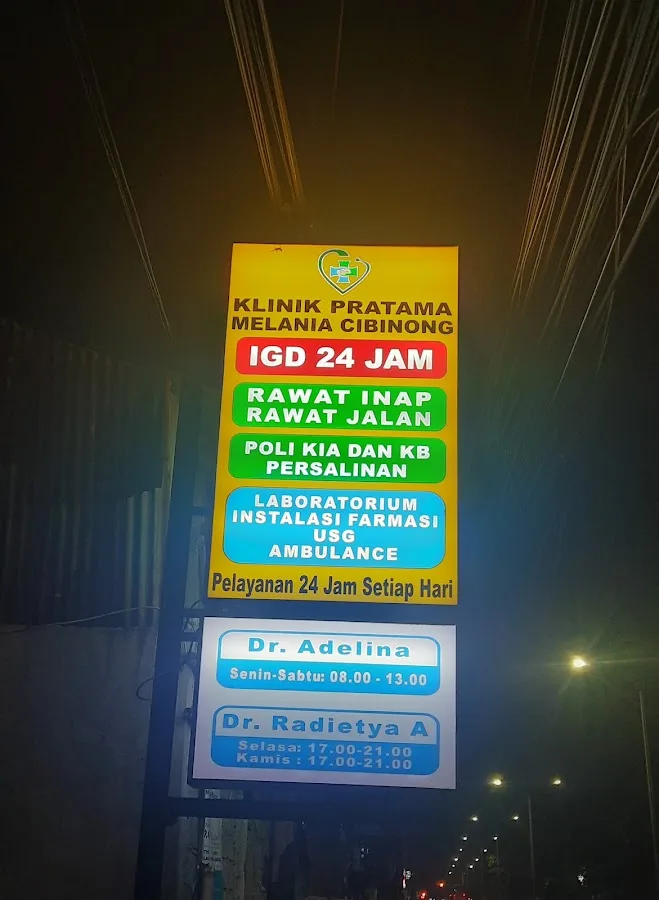 KLINIK PRATAMA
MELANIA CIBINONG
IGD 24 JAM
RAWAT INAP
RAWAT JALAN
POLI KIA DAN KB
PERSALINAN
LABORATORIUM
INSTALASI FARMASI
USG
AMBULANCE
Pelayanan 24 Jam Setiap Hari
Dr. Adelina
Senin-Sabtu: 08.00 - 13.00
Dr. Radietya A
Selasa: 17.00-21.00
Kamis : 17.00-21.00